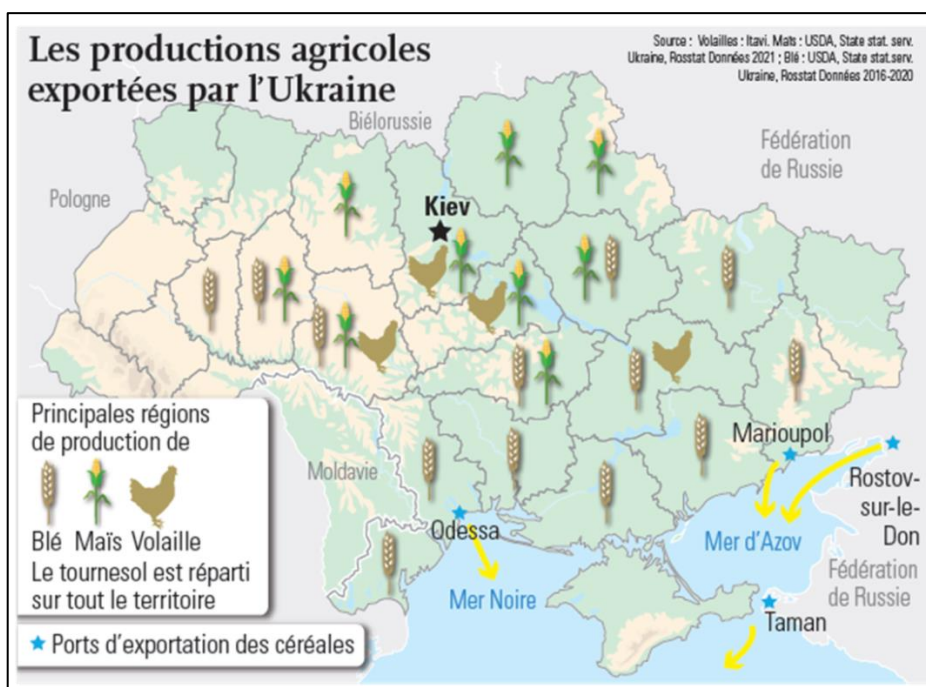 Les productions agricoles
exportées par l'Ukraine
Source : Volailles : Itavi. Maïs : USDA, State stat. serv.
Ukraine, Rosstat Données 2021 ; Blé : USDA, State stat.serv.
Ukraine, Rosstat Données 2016-2020
Biélorussie
Fédération
de Russie
Pologne
Kiev
Moldavie
Marioupol
Rostov-
sur-le-
Don
Odessa
Mer d'Azov
Mer Noire
Fédération
de Russie
Taman
Principales régions
de production de
Blé Maïs Volaille
Le tournesol est réparti
sur tout le territoire
Ports d'exportation des céréales